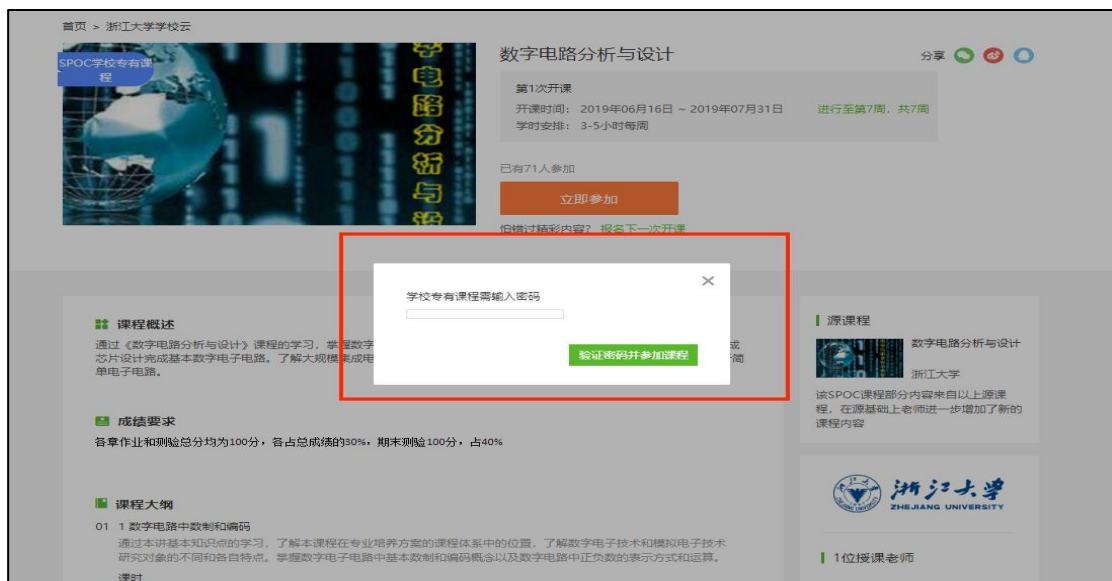 首页 > 浙江大学学校云
SPOC学校专有课
程
数字电路分析与设
数字电路分析与设计
分享
第1次开课
开课时间： 2019年06月16日 ~ 2019年07月31日
进行至第7周，共7周
学时安排： 3-5小时每周
已有71人参加
立即参加
怕错过精彩内容？ 报名下一次开课
学校专有课程需输入密码
验证密码并参加课程
课程概述
通过《数字电路分析与设计》课程的学习，掌握数字
成
芯片设计完成基本数字电子电路。了解大规模集成电
简
单电子电路。
成绩要求
各章作业和测验总分均为100分，各占总成绩的30%，期末测验100分，占40%
课程大纲
01 1 数字电路中数制和编码
通过本讲基本知识点的学习，了解本课程在专业培养方案的课程体系中的位置，了解数字电子技术和模拟电子技术
研究对象的不同和各自特点。掌握数字电子电路中基本数制和编码概念以及数字电路中正负数的表示方式和运算。
课时
源课程
数字电路分析与设计
浙江大学
该SPOC课程部分内容来自以上源课
程，在源基础上老师进一步增加了新的
课程内容
浙江大学
ZHEJIANG UNIVERSITY
1位授课老师